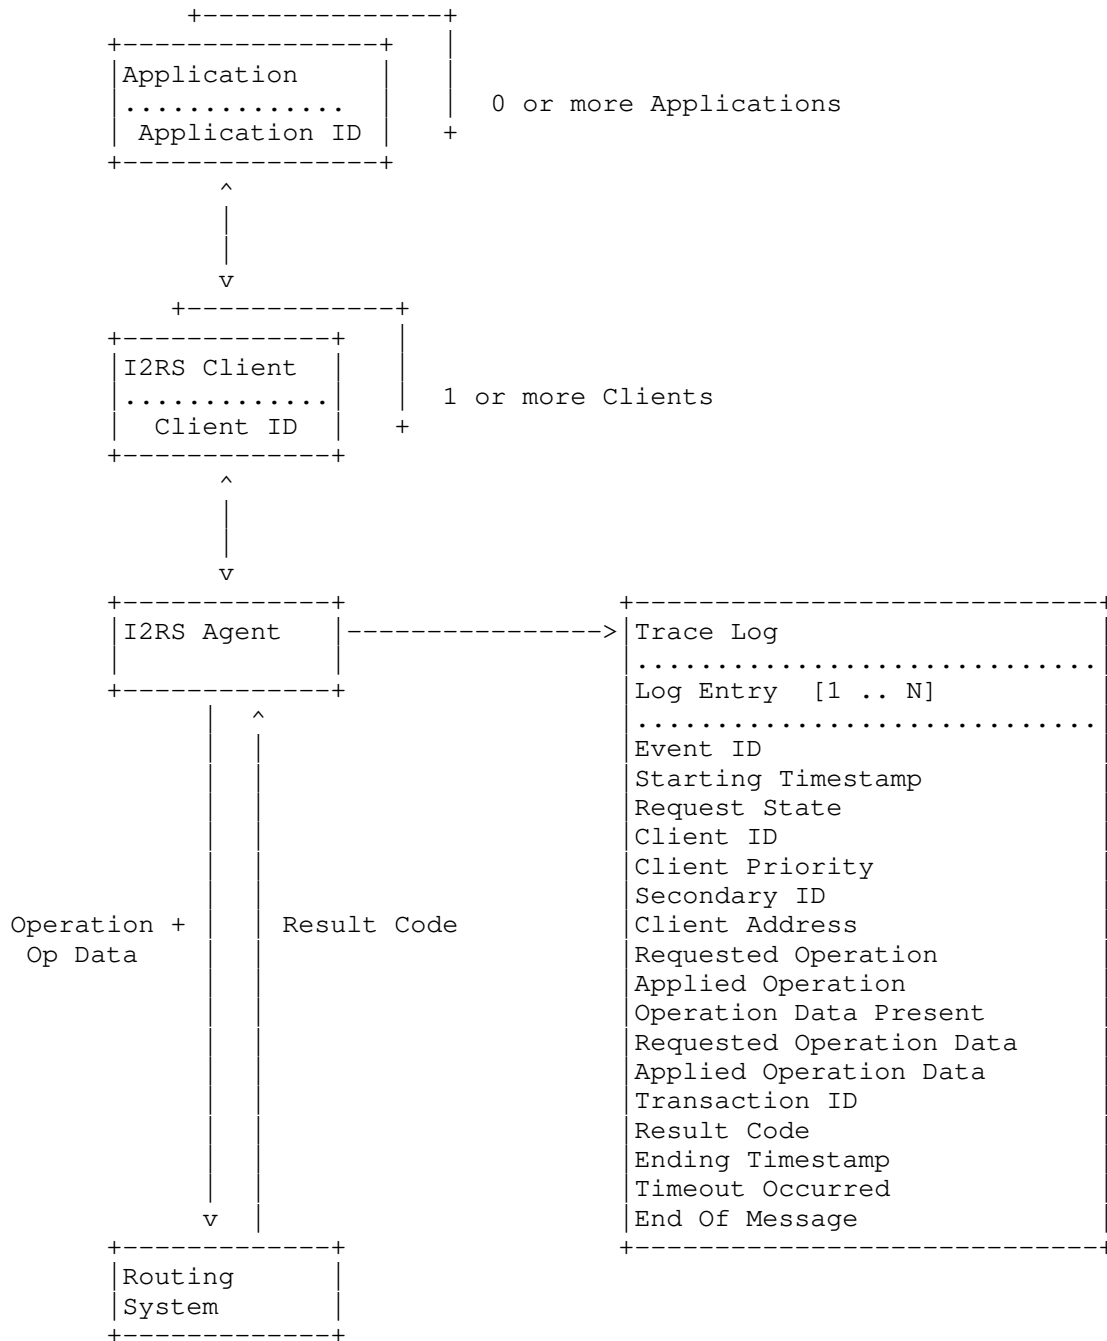 Application
..............
0 or more Applications
Application ID
I2RS Client
.............
1 or more Clients
Client ID
I2RS Agent
Trace Log
.............................
Log Entry [1 .. N]
.............................
Event ID
Starting Timestamp
Request State
Client ID
Client Priority
Secondary ID
Operation + Result Code Client Address
Op Data Requested Operation
Applied Operation
Operation Data Present
Requested Operation Data
Applied Operation Data
Transaction ID
Result Code
Ending Timestamp
Timeout Occurred
End Of Message
Routing
System